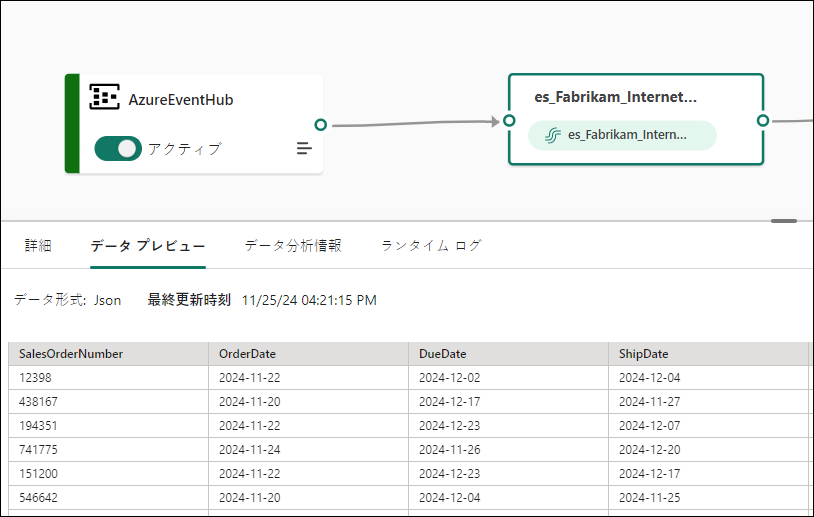 AzureEventHub
アクティブ
es_Fabrikam_Internet...
es_Fabrikam_Intern...
詳細 データ プレビュー データ分析情報 ランタイム ログ
データ形式: Json 最終更新時刻 11/25/24 04:21:15 PM
SalesOrderNumber OrderDate DueDate ShipDate
12398 2024-11-22 2024-12-02 2024-12-04
438167 2024-11-20 2024-12-17 2024-11-27
194351 2024-11-22 2024-12-23 2024-12-07
741775 2024-11-24 2024-11-26 2024-12-20
151200 2024-11-22 2024-12-23 2024-12-17
546642 2024-11-20 2024-12-04 2024-11-25